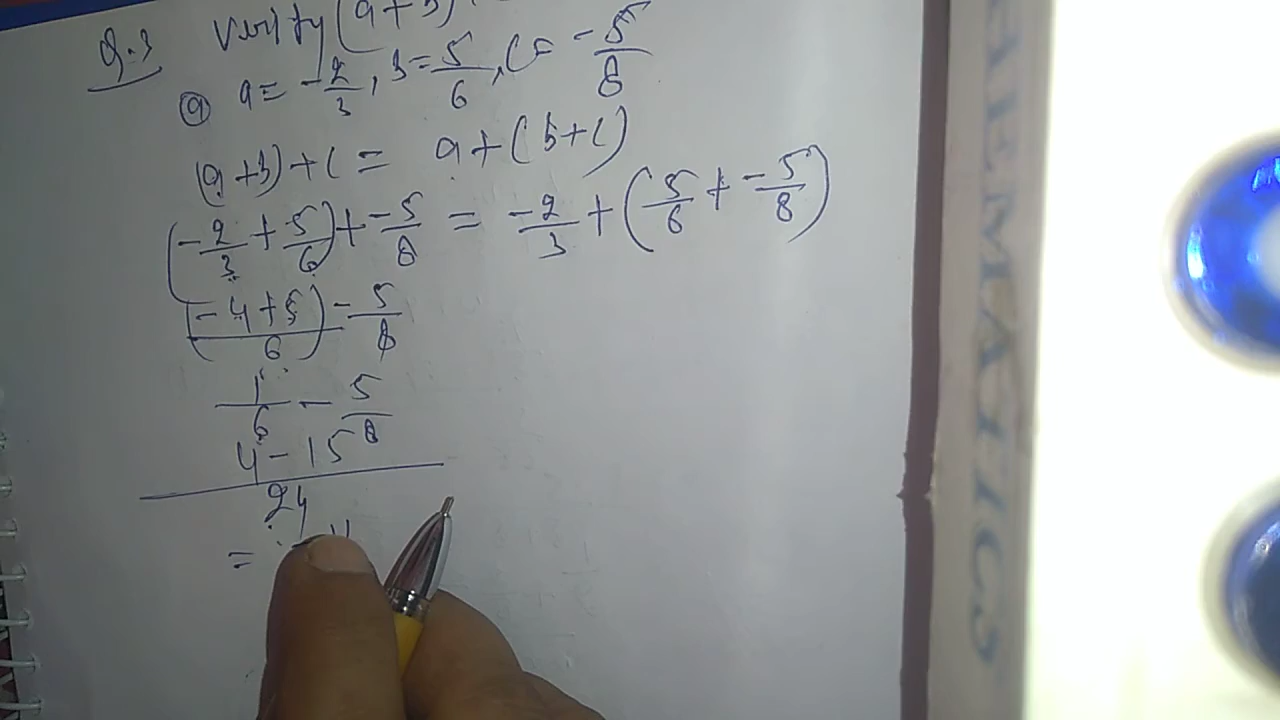 Q.3 Verify (a+b)
(a) a = -2/3, b = 5/6, c = -5/8
(a+b)+c = a+(b+c)
(-2/3 + 5/6) + -5/8 = -2/3 + (5/6 + -5/8)
(-4+5)/6 - 5/8
1/6 - 5/8
4-15
24
=
MATICS